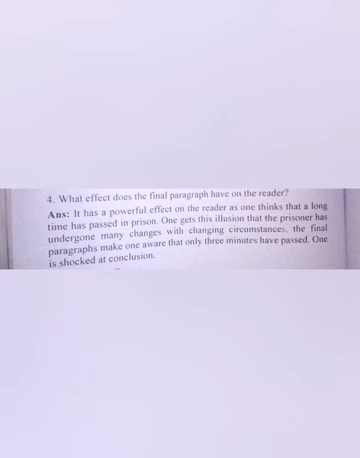 4. What effect does the final paragraph have on the reader?
Ans: It has a powerful effect on the reader as one thinks that a long
time has passed in prison. One gets this illusion that the prisoner has
undergone many changes with changing circumstances, the final
paragraphs make one aware that only three minutes have passed. One
is shocked at conclusion.